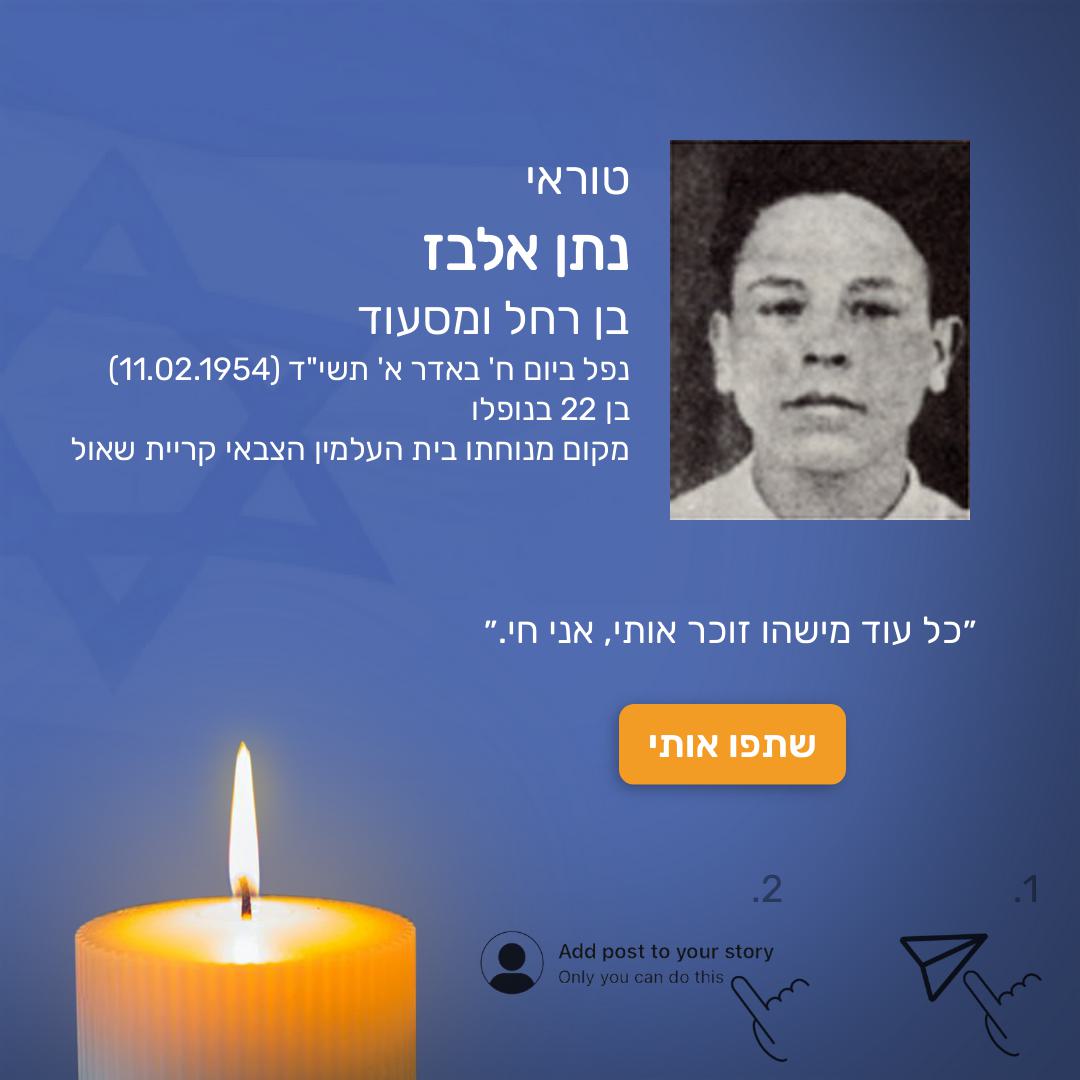 טוראי
נתן אלבז
בן רחל ומסעוד
נפל ביום ח' באדר א' תשי"ד (11.02.1954)
בן 22 בנופלו
מקום מנוחתו בית העלמין הצבאי קריית שאול
״כל עוד מישהו זוכר אותי, אני חי.״
שתפו אותי
.1
.2
Add post to your story
Only you can do this